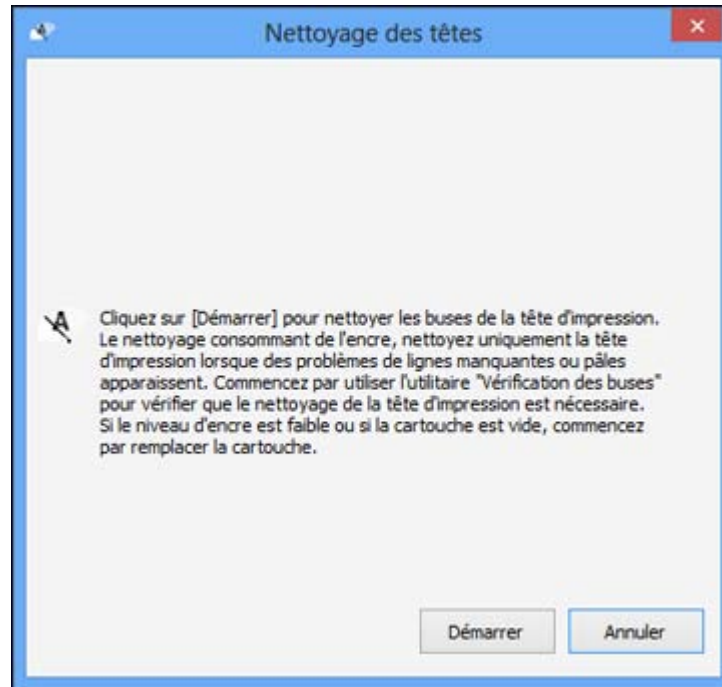 Nettoyage des têtes
Cliquez sur [Démarrer] pour nettoyer les buses de la tête d'impression.
Le nettoyage consommant de l'encre, nettoyez uniquement la tête
d'impression lorsque des problèmes de lignes manquantes ou pâles
apparaissent. Commencez par utiliser l'utilitaire "Vérification des buses"
pour vérifier que le nettoyage de la tête d'impression est nécessaire.
Si le niveau d'encre est faible ou si la cartouche est vide, commencez
par remplacer la cartouche.
Démarrer
Annuler